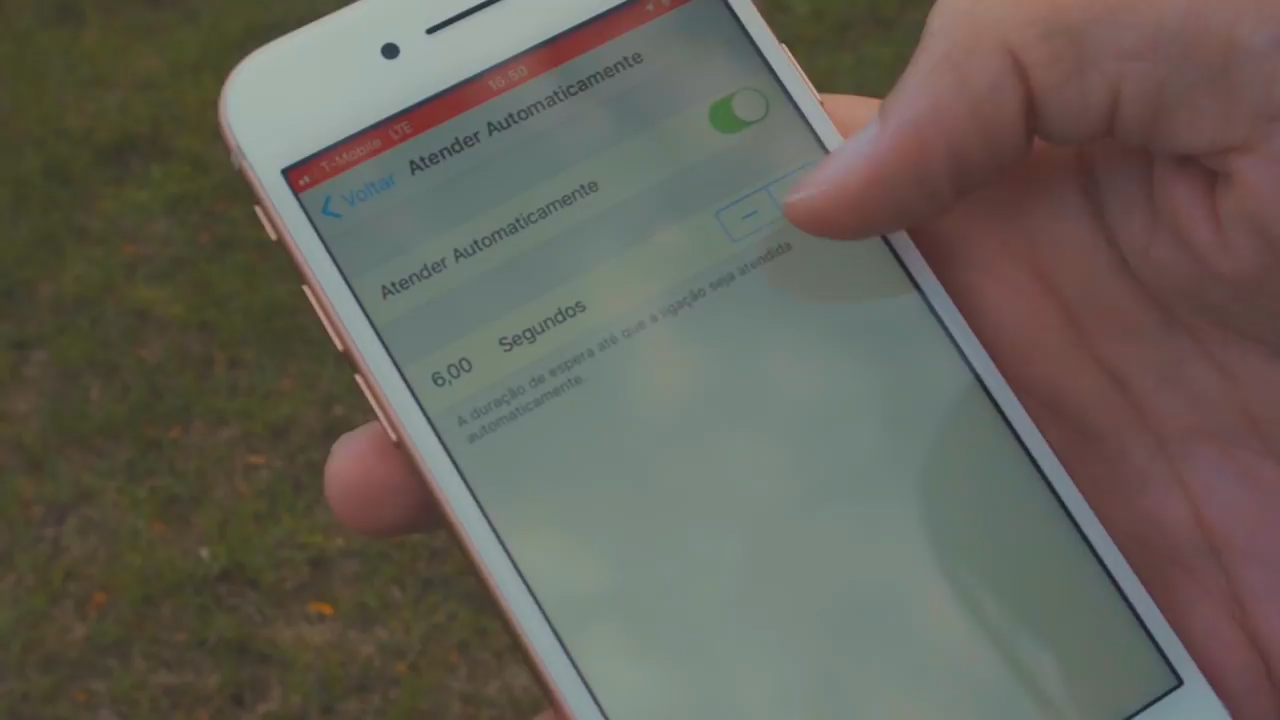 T-Mobile LTE 10:50
Voltar Atender Automaticamente
Atender Automaticamente
6,00 Segundos
A duração de espera até que a ligação seja atendida
automaticamente.